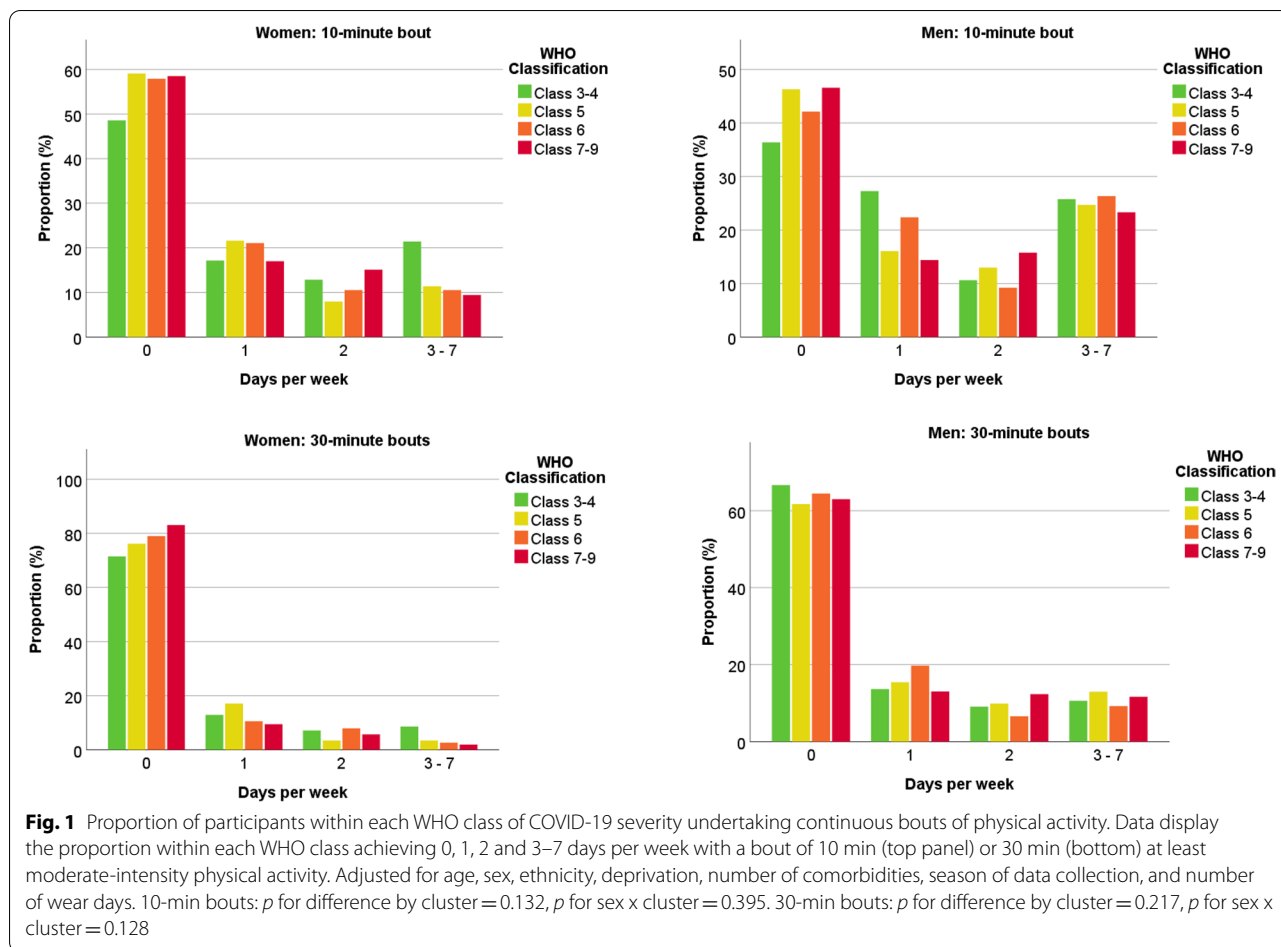 Women: 10-minute bout
WHO
Classification
Class 3-4
Class 5
Class 6
Class 7-9
60
50
40
30
20
10
0
Proportion (%)
0 1 2 3 - 7
Days per week
Men: 10-minute bout
WHO
Classification
Class 3-4
Class 5
Class 6
Class 7-9
50
40
30
20
10
0
Proportion (%)
0 1 2 3 - 7
Days per week
Women: 30-minute bouts
WHO
Classification
Class 3-4
Class 5
Class 6
Class 7-9
100
80
60
40
20
0
Proportion (%)
0 1 2 3 - 7
Days per week
Men: 30-minute bouts
WHO
Classification
Class 3-4
Class 5
Class 6
Class 7-9
60
40
20
0
Proportion (%)
0 1 2 3 - 7
Days per week
Fig. 1 Proportion of participants within each WHO class of COVID-19 severity undertaking continuous bouts of physical activity. Data display
the proportion within each WHO class achieving 0, 1, 2 and 3–7 days per week with a bout of 10 min (top panel) or 30 min (bottom) at least
moderate-intensity physical activity. Adjusted for age, sex, ethnicity, deprivation, number of comorbidities, season of data collection, and number
of wear days. 10-min bouts: p for difference by cluster = 0.132, p for sex x cluster = 0.395. 30-min bouts: p for difference by cluster = 0.217, p for sex x
cluster = 0.128